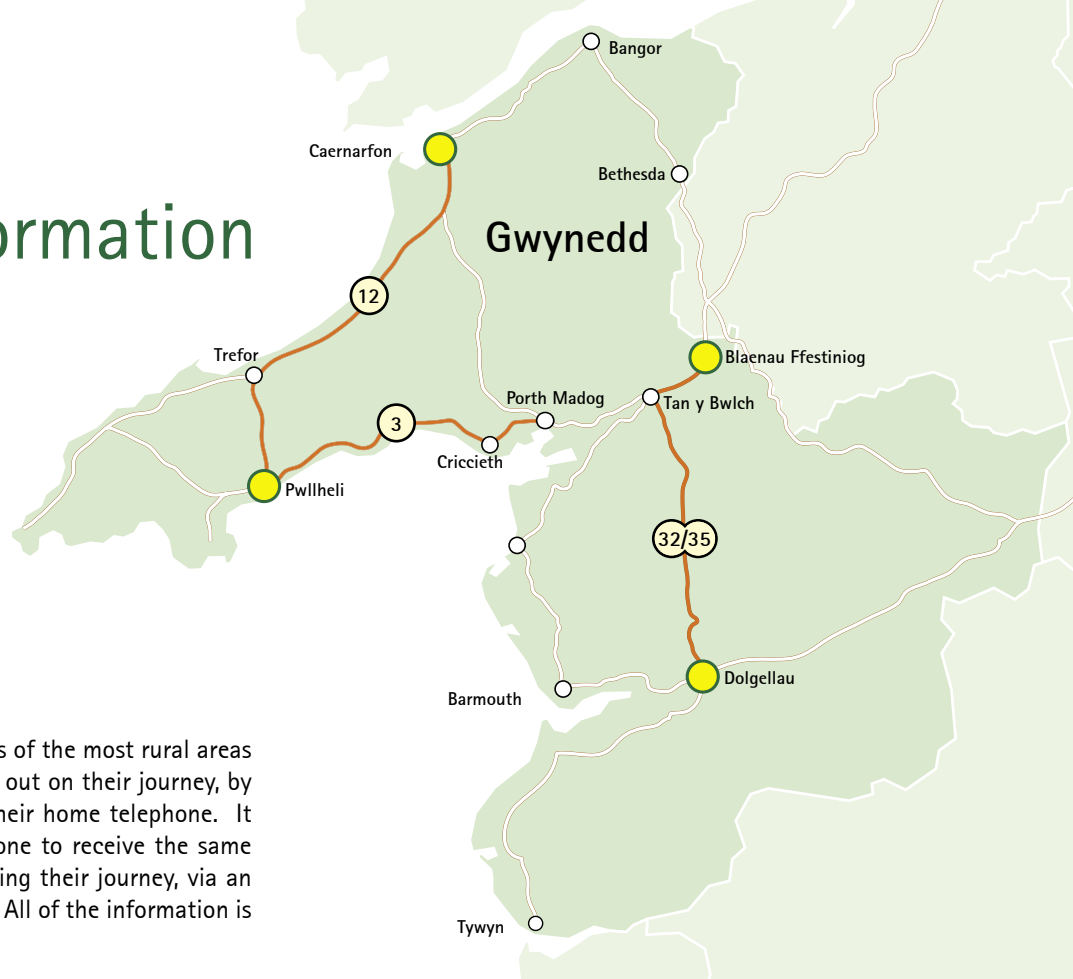 Bangor
Caernarfon
Bethesda
ormation
Gwynedd
12
Trefor
Blaenau Ffestiniog
Porth Madog
Tan y Bwlch
3
Criccieth
Pwllheli
32/35
Dolgellau
Barmouth
s of the most rural areas
out on their journey, by
heir home telephone. It
one to receive the same
ing their journey, via an
All of the information is
Tywyn